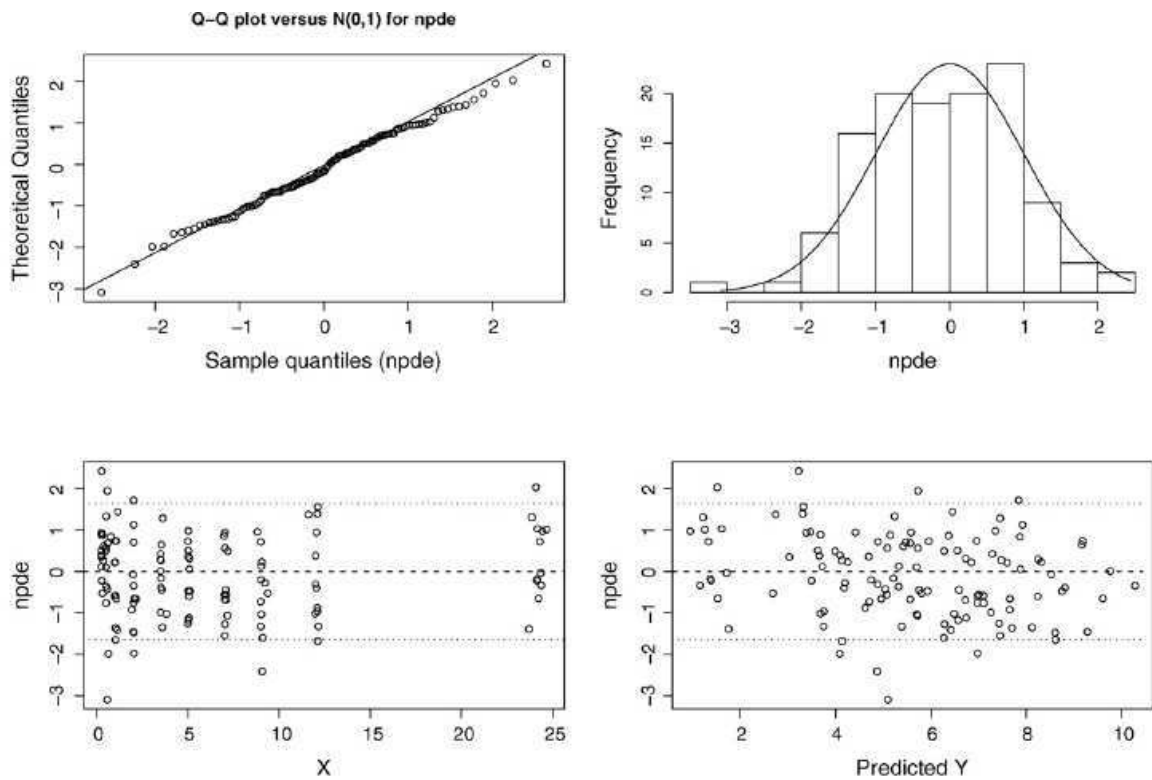 Q−Q plot versus N(0,1) for npde
Theoretical Quantiles
2
1
0
−1
−2
−3
−2 −1 0 1 2
Sample quantiles (npde)
Frequency
20
15
10
5
0
−3 −2 −1 0 1 2
npde
npde
2
1
0
−1
−2
−3
0 5 10 15 20 25
X
npde
2
1
0
−1
−2
−3
2 4 6 8 10
Predicted Y